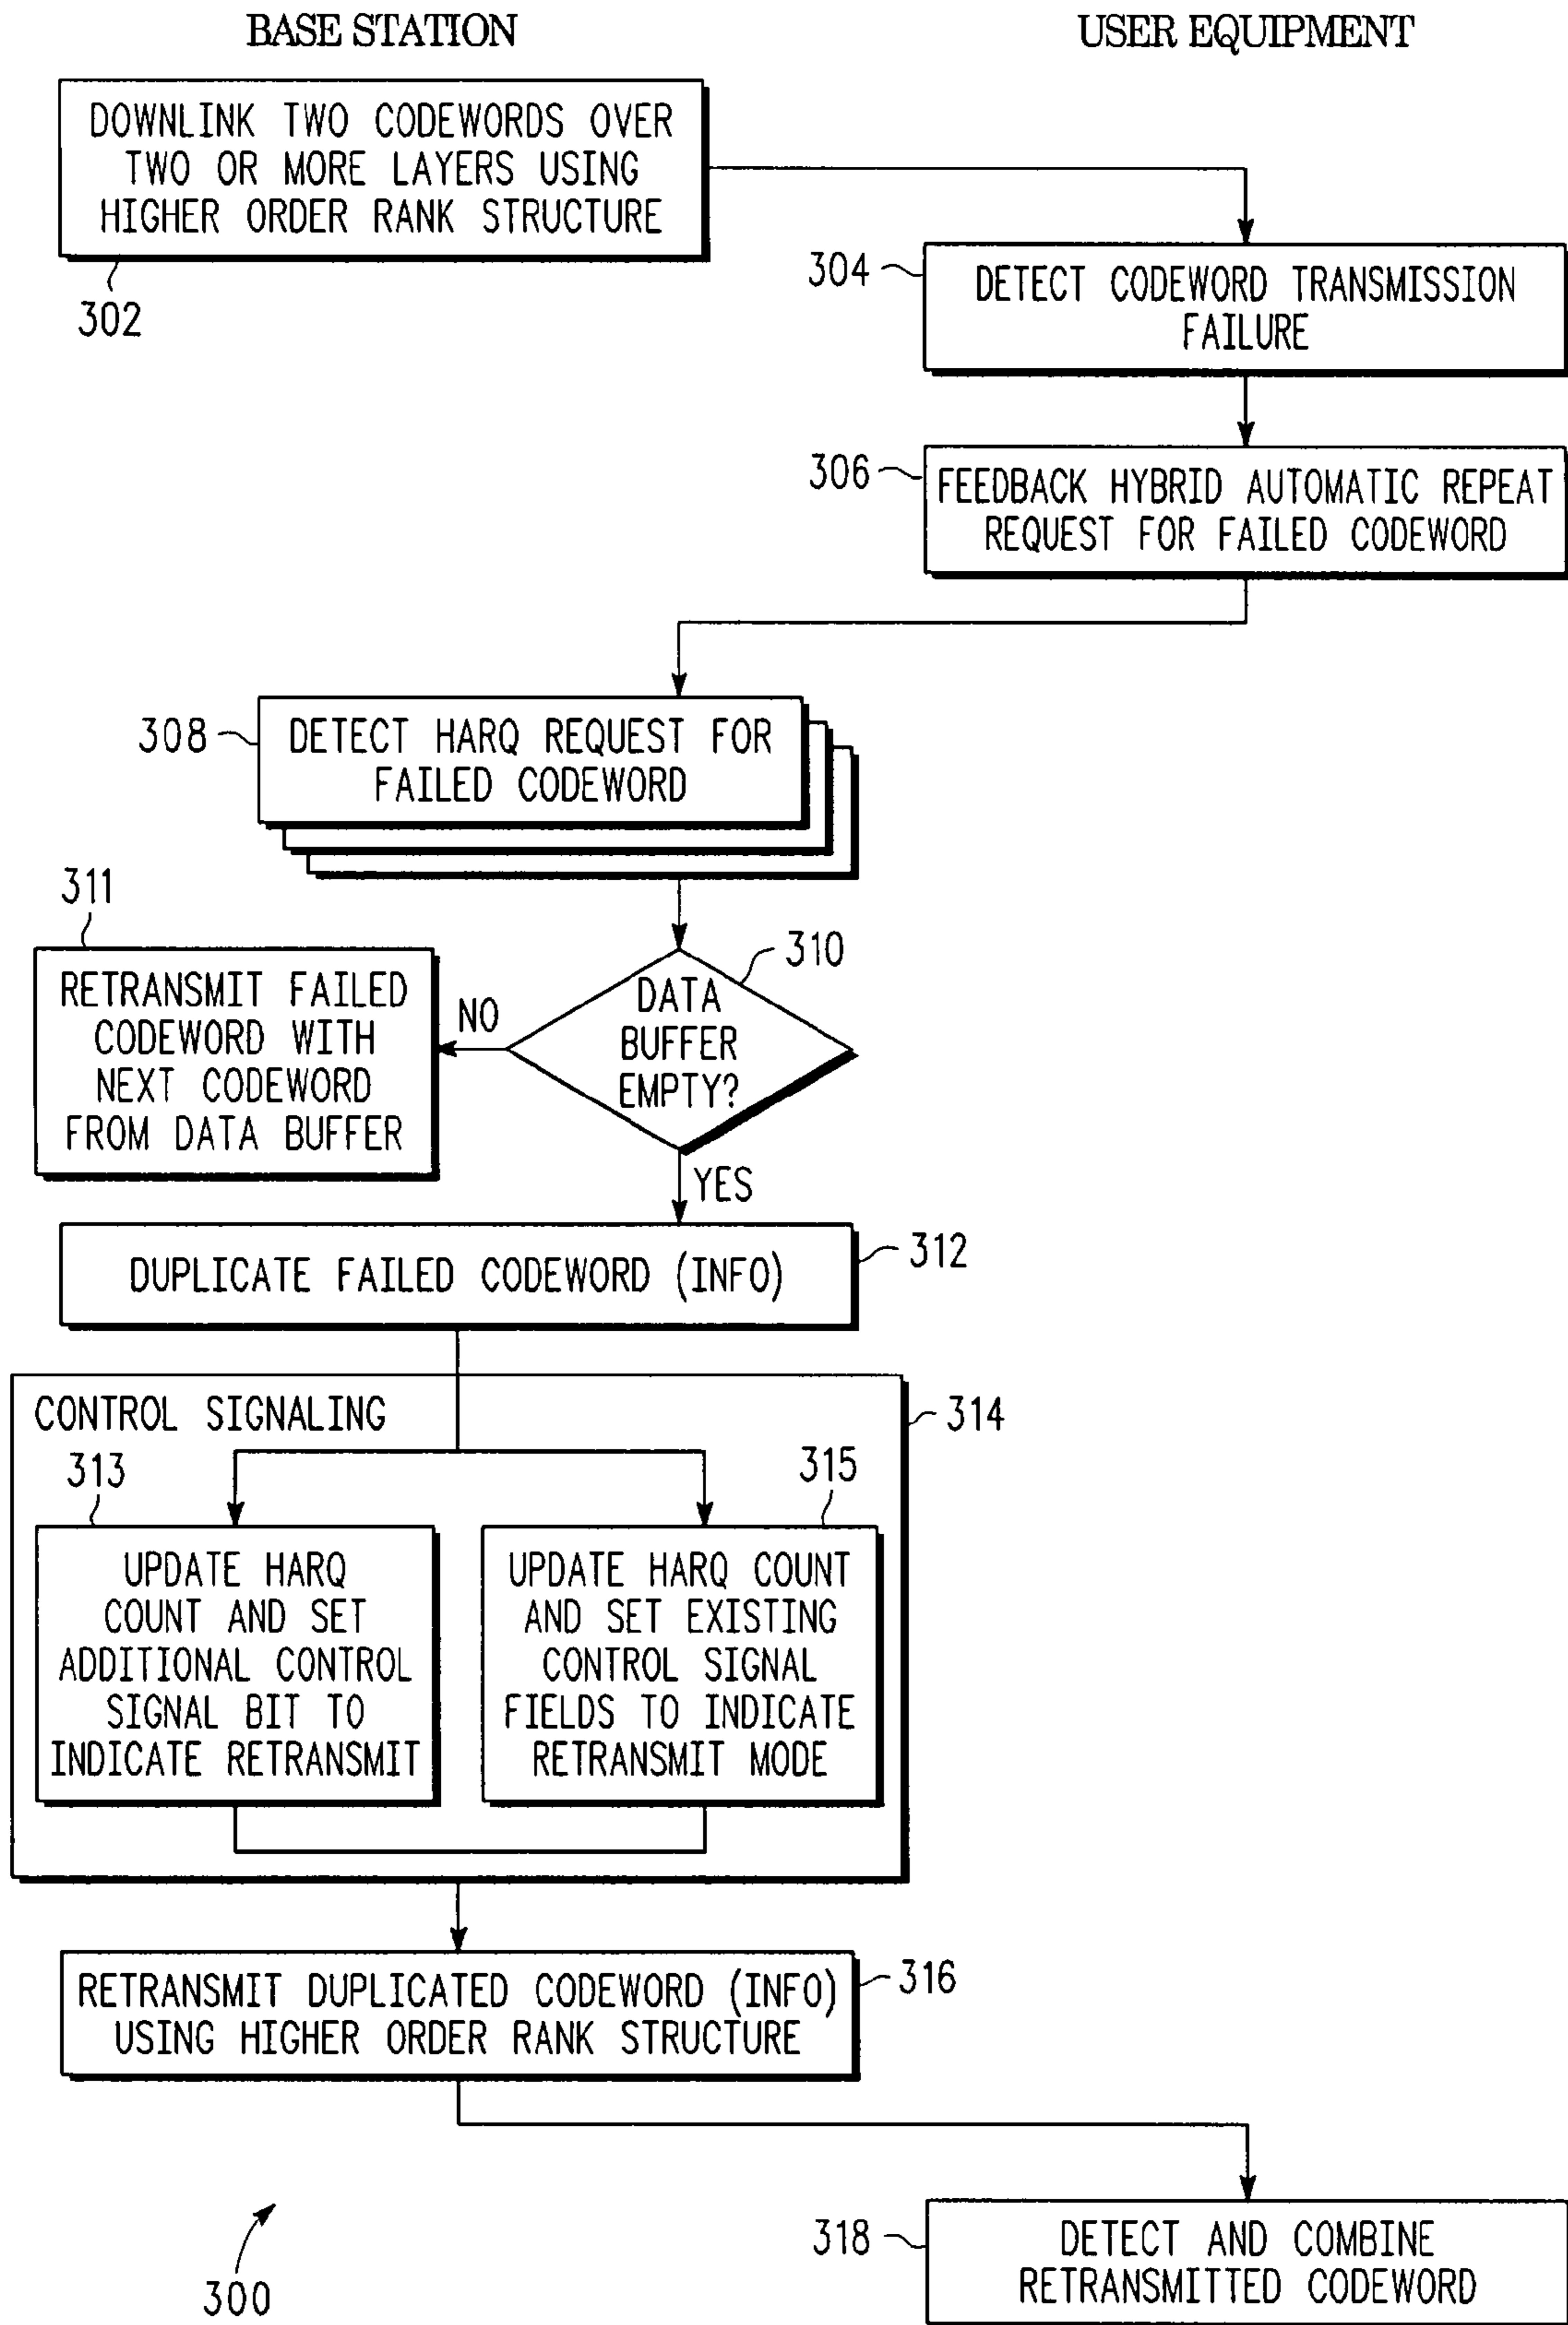 BASE STATION
USER EQUIPMENT
DOWNLINK TWO CODEWORDS OVER
TWO OR MORE LAYERS USING
HIGHER ORDER RANK STRUCTURE
302
304
DETECT CODEWORD TRANSMISSION
FAILURE
306
FEEDBACK HYBRID AUTOMATIC REPEAT
REQUEST FOR FAILED CODEWORD
308
DETECT HARQ REQUEST FOR
FAILED CODEWORD
311
RETRANSMIT FAILED
CODEWORD WITH
NEXT CODEWORD
FROM DATA BUFFER
NO
310
DATA
BUFFER
EMPTY?
YES
DUPLICATE FAILED CODEWORD (INFO)
312
CONTROL SIGNALING
314
313
UPDATE HARQ
COUNT AND SET
ADDITIONAL CONTROL
SIGNAL BIT TO
INDICATE RETRANSMIT
315
UPDATE HARQ COUNT
AND SET EXISTING
CONTROL SIGNAL
FIELDS TO INDICATE
RETRANSMIT MODE
RETRANSMIT DUPLICATED CODEWORD (INFO)
USING HIGHER ORDER RANK STRUCTURE
316
318
DETECT AND COMBINE
RETRANSMITTED CODEWORD
300